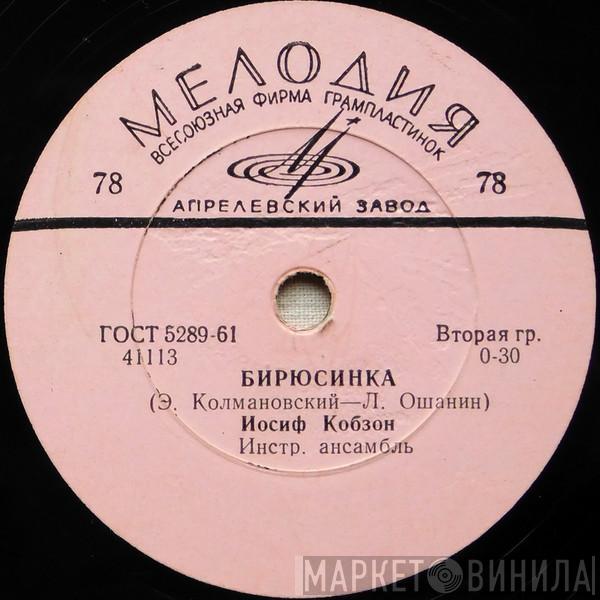 МЕЛОДИЯ
ВСЕСОЮЗНАЯ ФИРМА ГРАМПЛАСТИНОК
78 78
АПРЕЛЕВСКИЙ ЗАВОД
ГОСТ 5289-61 Вторая гр.
41113 0-30
БИРЮСИНКА
(Э. Колмановский—Л. Ошанин)
Иосиф Кобзон
Инстр. ансамбль
МАРКЕТ ВИНИЛА